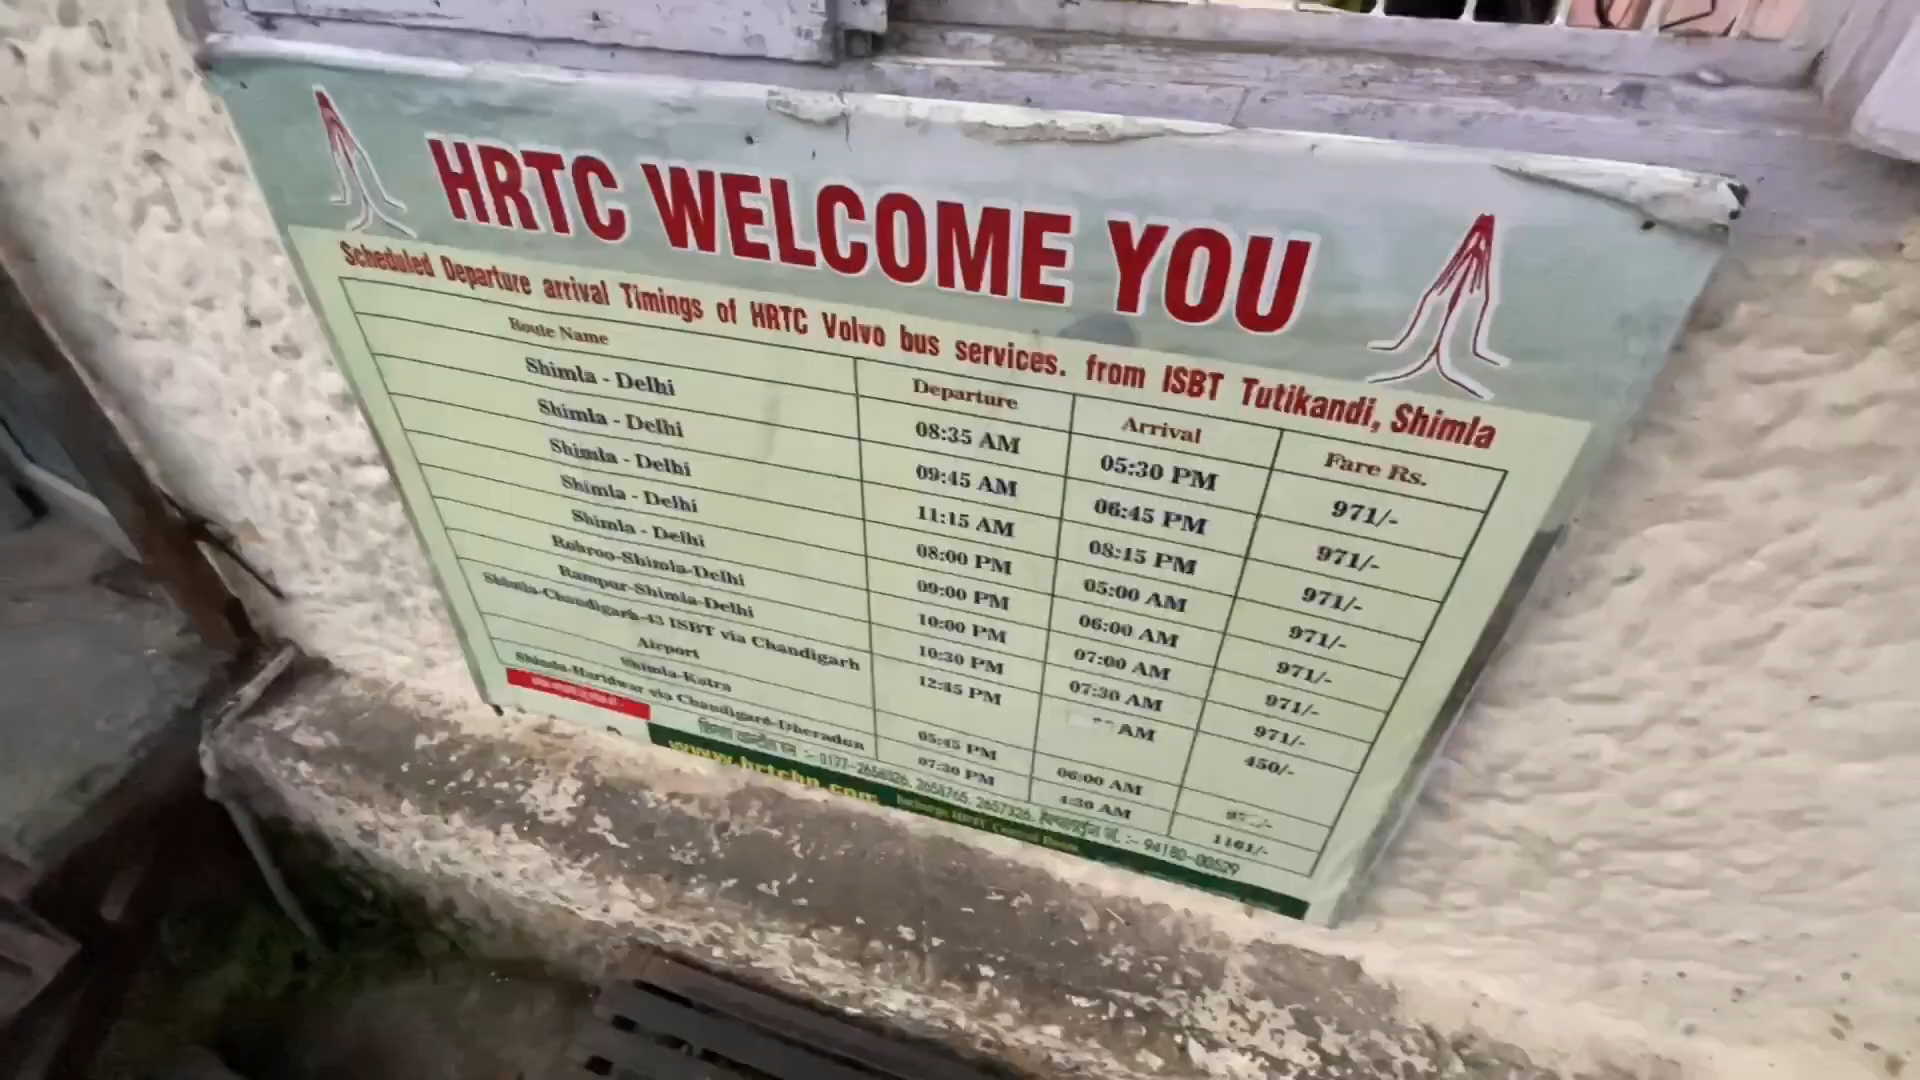 HRTC WELCOME YOU
Scheduled Departure arrival Timings of HRTC Volvo bus services. from ISBT Tutikandi, Shimla
Route Name Departure Arrival Fare Rs.
Shimla - Delhi 08:35 AM 05:30 PM 971/-
Shimla - Delhi 09:45 AM 06:45 PM 971/-
Shimla - Delhi 11:15 AM 08:15 PM 971/-
Shimla - Delhi 08:00 PM 05:00 AM 971/-
Shimla - Delhi 09:00 PM 06:00 AM 971/-
Rohroo-Shimla-Delhi 10:00 PM 07:00 AM 971/-
Rampur-Shimla-Delhi 10:30 PM 07:30 AM 971/-
Shimla-Chandigarh-43 ISBT via Chandigarh 12:45 PM AM 450/-
Airport
Shimla-Katra 05:45 PM 06:00 AM
Shimla-Haridwar via Chandigarh-Dheradun 07:30 PM 4:30 AM 1161/-
0177-2658765, 2657326, :- 94180-00529
www.hrtchp.com